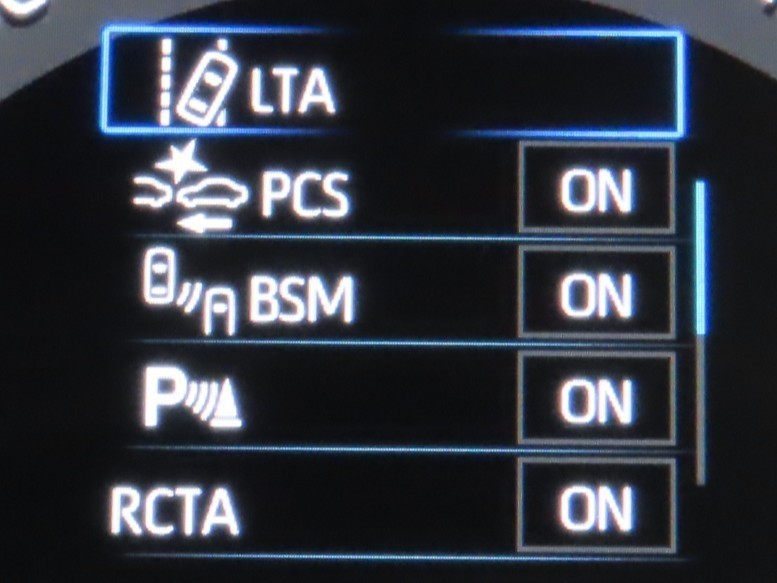 LTA
PCS ON
BSM ON
P ON
RCTA ON